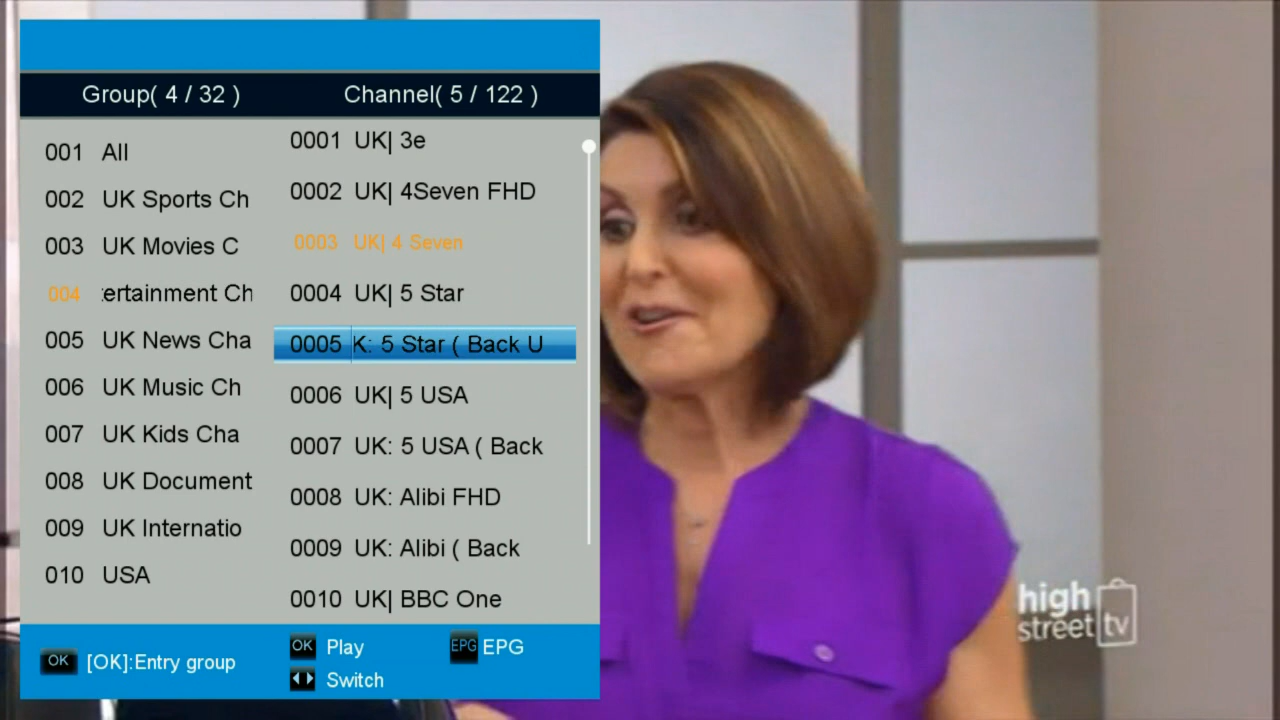 Group( 4 / 32 )
Channel( 5 / 122 )
001 All
002 UK Sports Ch
003 UK Movies C
004 ertainment Ch
005 UK News Cha
006 UK Music Ch
007 UK Kids Cha
008 UK Document
009 UK Internatio
010 USA
0001 UK| 3e
0002 UK| 4Seven FHD
0003 UK| 4 Seven
0004 UK| 5 Star
0005 K: 5 Star ( Back U
0006 UK| 5 USA
0007 UK: 5 USA ( Back
0008 UK: Alibi FHD
0009 UK: Alibi ( Back
0010 UK| BBC One
OK [OK]:Entry group
OK Play
EPG EPG
Switch
high
street tv